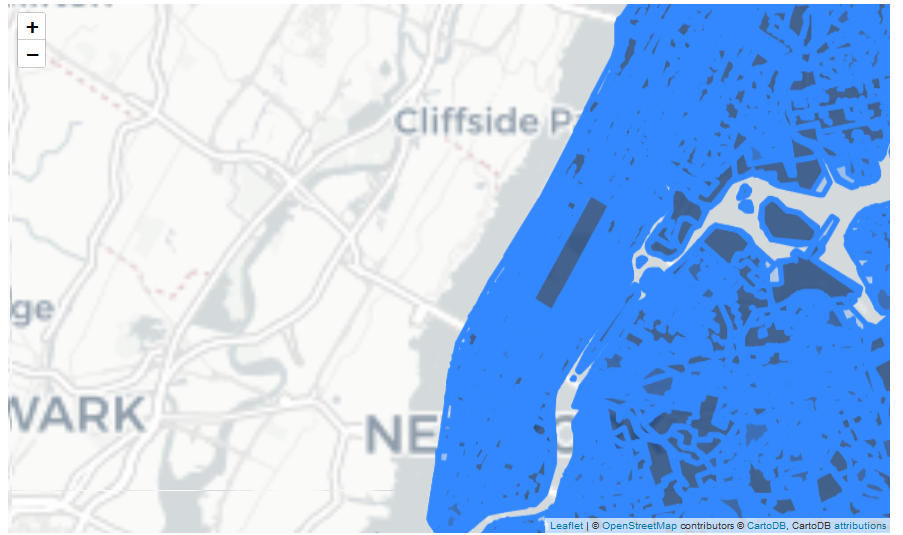 +
−
Cliffside P
ge
WARK
NE
Leaflet | © OpenStreetMap contributors © CartoDB, CartoDB attributions